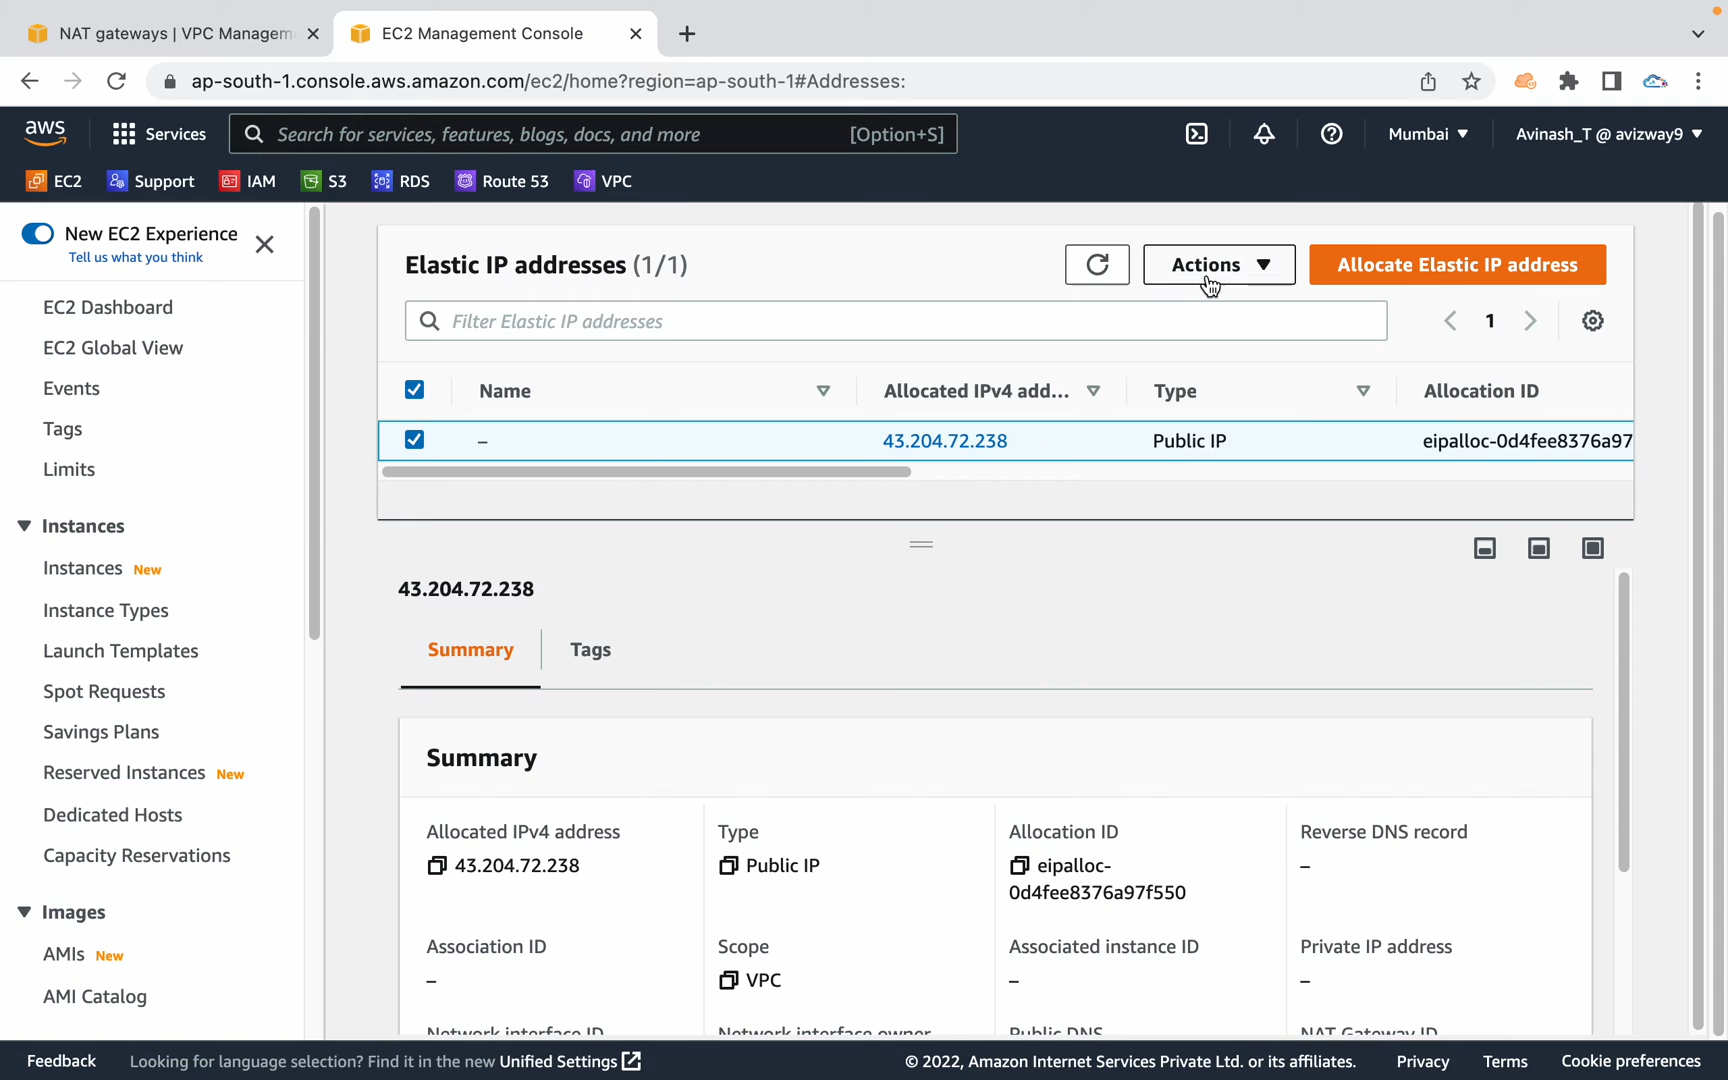 NAT gateways | VPC Managem
EC2 Management Console
ap-south-1.console.aws.amazon.com/ec2/home?region=ap-south-1#Addresses:
aws
Services
Search for services, features, blogs, docs, and more
[Option+S]
Mumbai
Avinash_T @ avizway9
EC2
Support
IAM
S3
RDS
Route 53
VPC
New EC2 Experience
Tell us what you think
EC2 Dashboard
EC2 Global View
Events
Tags
Limits
Instances
Instances New
Instance Types
Launch Templates
Spot Requests
Savings Plans
Reserved Instances New
Dedicated Hosts
Capacity Reservations
Images
AMIs New
AMI Catalog
Elastic IP addresses (1/1)
Actions
Allocate Elastic IP address
Filter Elastic IP addresses
1
Name
Allocated IPv4 add...
Type
Allocation ID
–
43.204.72.238
Public IP
eipalloc-0d4fee8376a97
43.204.72.238
Summary
Tags
Summary
Allocated IPv4 address
43.204.72.238
Type
Public IP
Allocation ID
eipalloc-
0d4fee8376a97f550
Reverse DNS record
–
Association ID
–
Scope
VPC
Associated instance ID
–
Private IP address
–
Network interface ID
Network interface owner
Public DNS
NAT Gateway ID
Feedback
Looking for language selection? Find it in the new Unified Settings
© 2022, Amazon Internet Services Private Ltd. or its affiliates.
Privacy
Terms
Cookie preferences